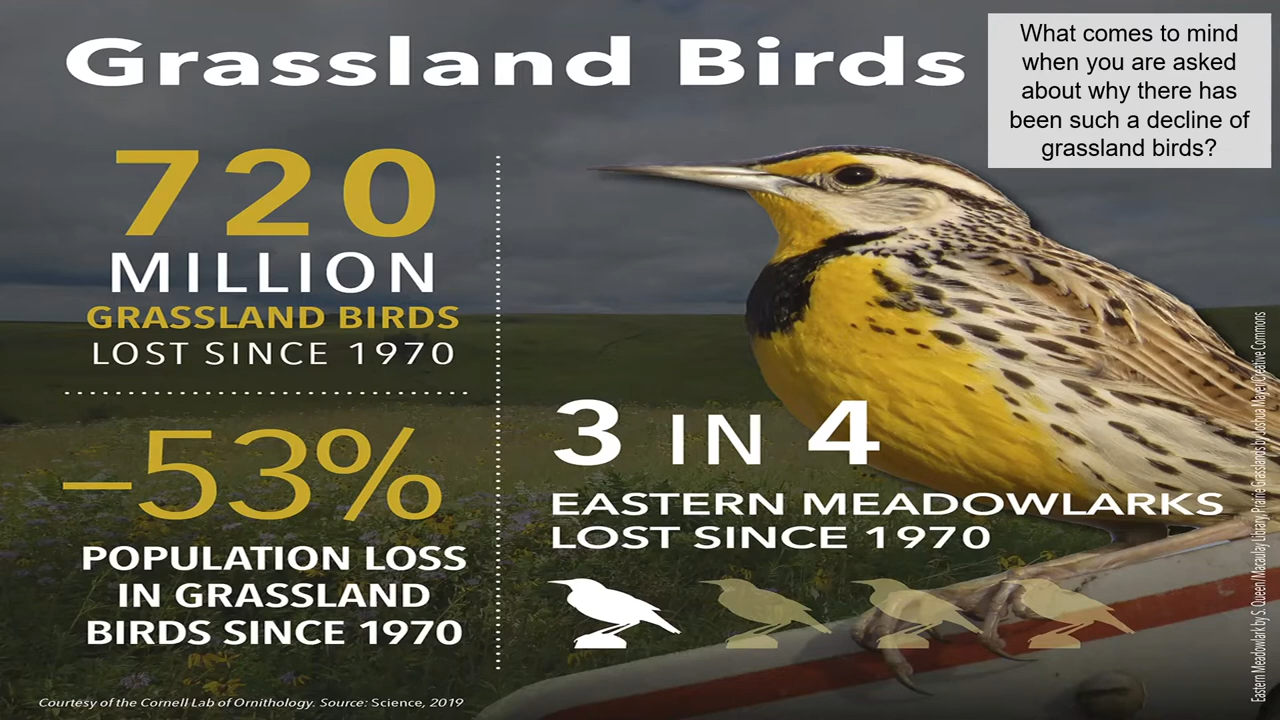 Grassland Birds
What comes to mind
when you are asked
about why there has
been such a decline of
grassland birds?
720
MILLION
GRASSLAND BIRDS
LOST SINCE 1970
–53%
POPULATION LOSS
IN GRASSLAND
BIRDS SINCE 1970
3 IN 4
EASTERN MEADOWLARKS
LOST SINCE 1970
Courtesy of the Cornell Lab of Ornithology. Source: Science, 2019
Eastern Meadowlark by S. Queen/Macaulay Library, Prairie Grasslands by Joshua Mayer/Creative Commons